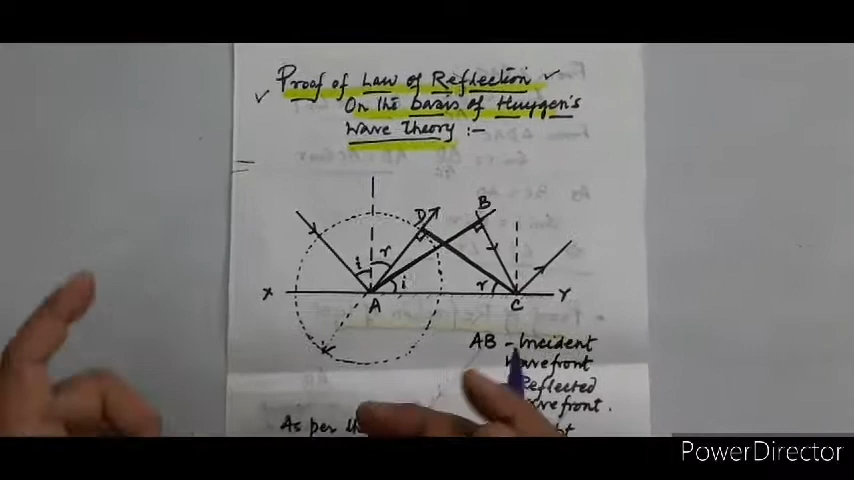 Proof of Law of Reflection
On the basis of Huygen's
Wave Theory :-
D
B
i
r
i
r
X
A
C
Y
AB - Incident
Wavefront
Reflected
wavefront.
As per
PowerDirector